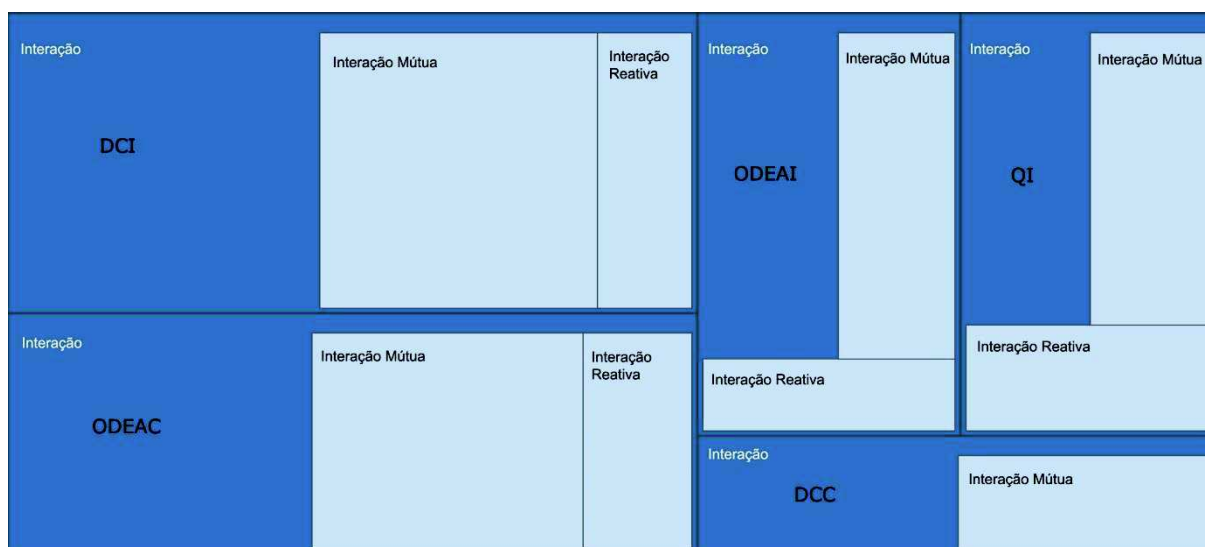 Interação
Interação Mútua
Interação
Reativa
DCI
Interação
Interação Mútua
Interação
Reativa
ODEAC
Interação
Interação Mútua
ODEAI
Interação Reativa
Interação
Interação Mútua
QI
Interação Reativa
Interação
DCC
Interação Mútua